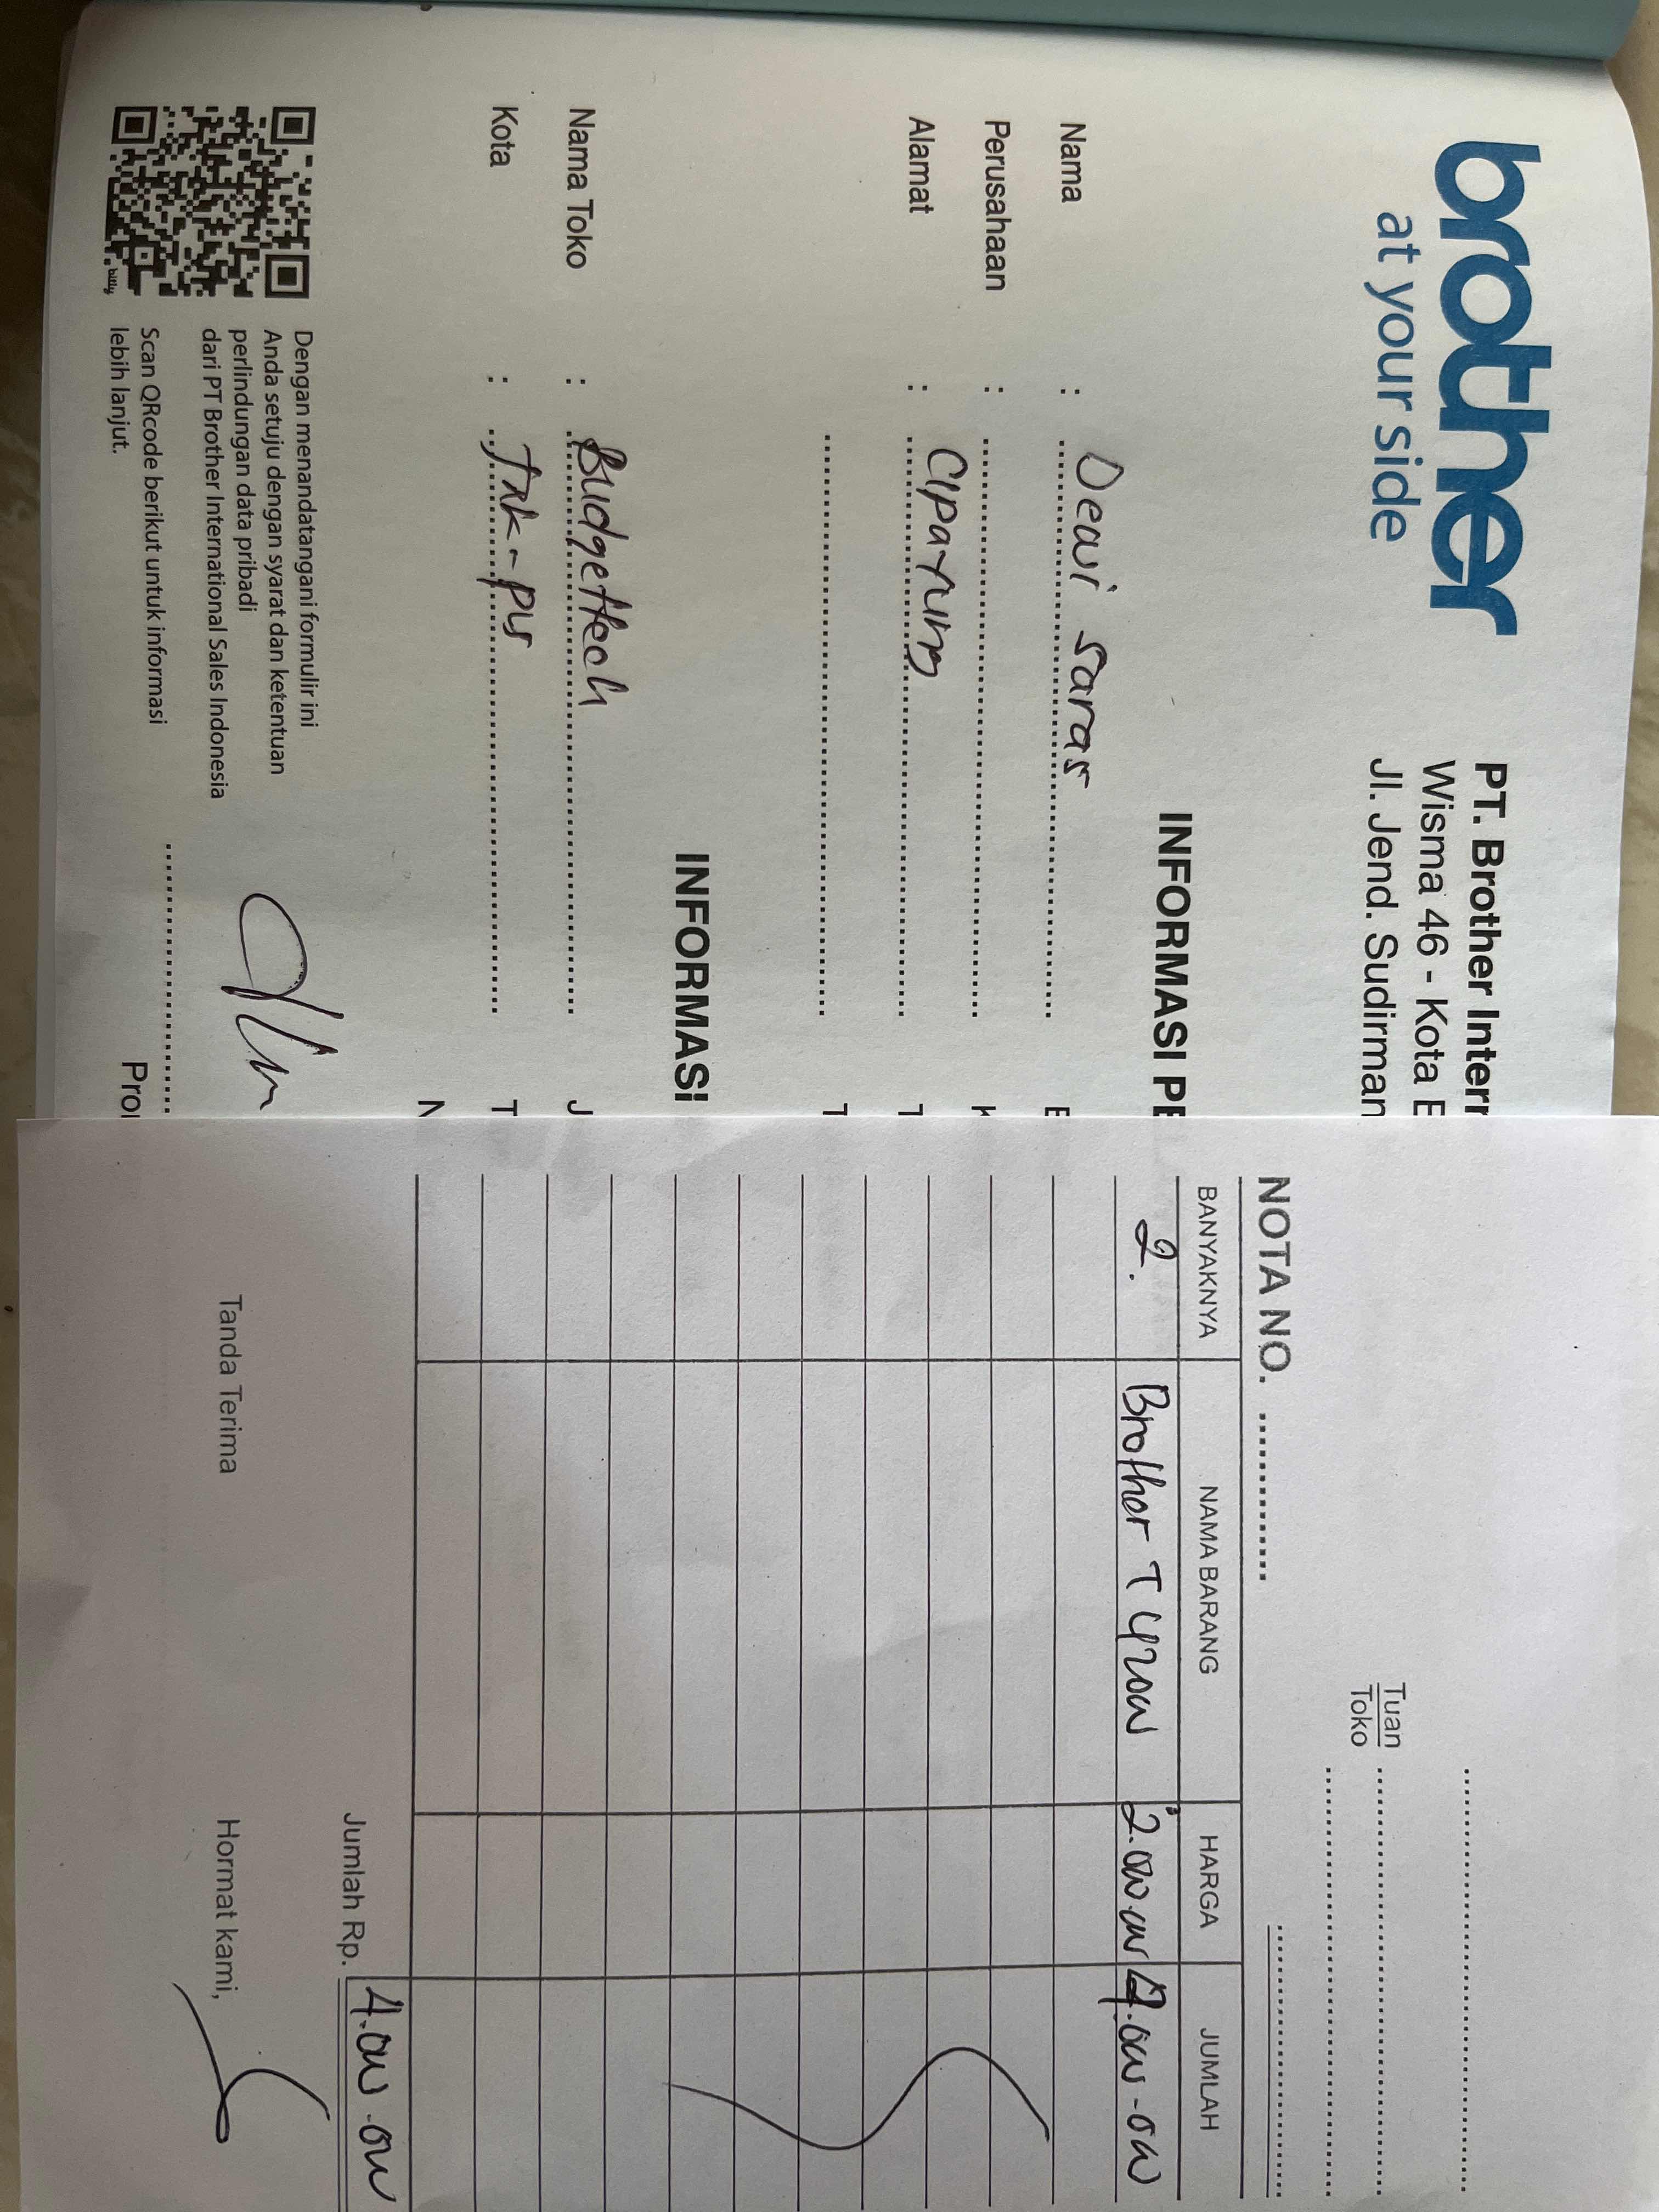 brother
at your side
PT. Brother Intern
Wisma 46 - Kota B
Jl. Jend. Sudirman
INFORMASI PE
Nama : Dewi Saras
Perusahaan :
Alamat : Ciparung
INFORMASI
Nama Toko : Budgettech
Kota : Jkk-pus
Dengan menandatangani formulir ini
Anda setuju dengan syarat dan ketentuan
perlindungan data pribadi
dari PT Brother International Sales Indonesia
Scan QRcode berikut untuk informasi
lebih lanjut.
bitly
Tuan
Toko
NOTA NO.
BANYAKNYA NAMA BARANG HARGA JUMLAH
2. Brother T420W 2.000.000 4.000.000
Jumlah Rp. 4.000.000
Tanda Terima Hormat kami,